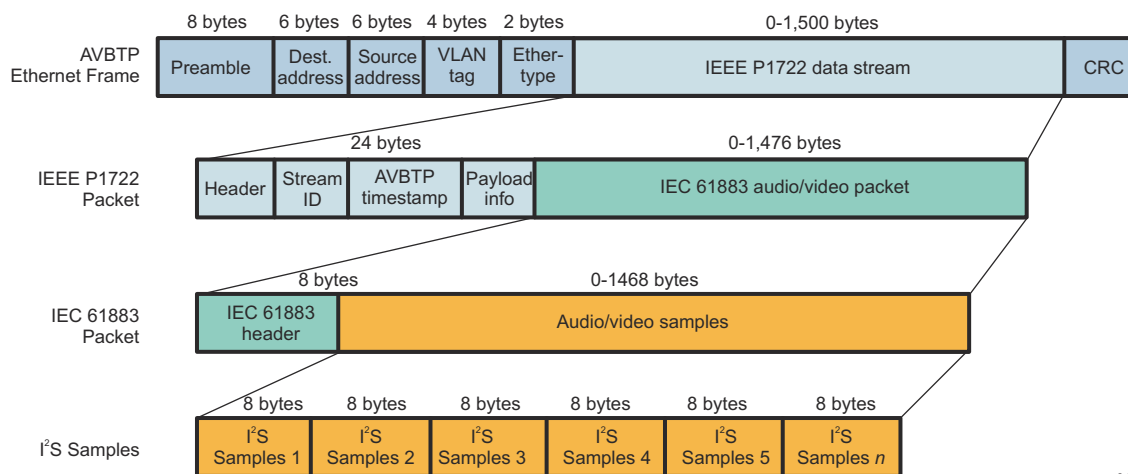 8 bytes 6 bytes 6 bytes 4 bytes 2 bytes 0-1,500 bytes
AVBTP
Ethernet Frame
Preamble
Dest.
address
Source
address
VLAN
tag
Ether-
type
IEEE P1722 data stream
CRC
24 bytes 0-1,476 bytes
IEEE P1722
Packet
Header
Stream
ID
AVBTP
timestamp
Payload
info
IEC 61883 audio/video packet
8 bytes 0-1468 bytes
IEC 61883
Packet
IEC 61883
header
Audio/video samples
8 bytes 8 bytes 8 bytes 8 bytes 8 bytes 8 bytes
I²S Samples
I²S
Samples 1
I²S
Samples 2
I²S
Samples 3
I²S
Samples 4
I²S
Samples 5
I²S
Samples n